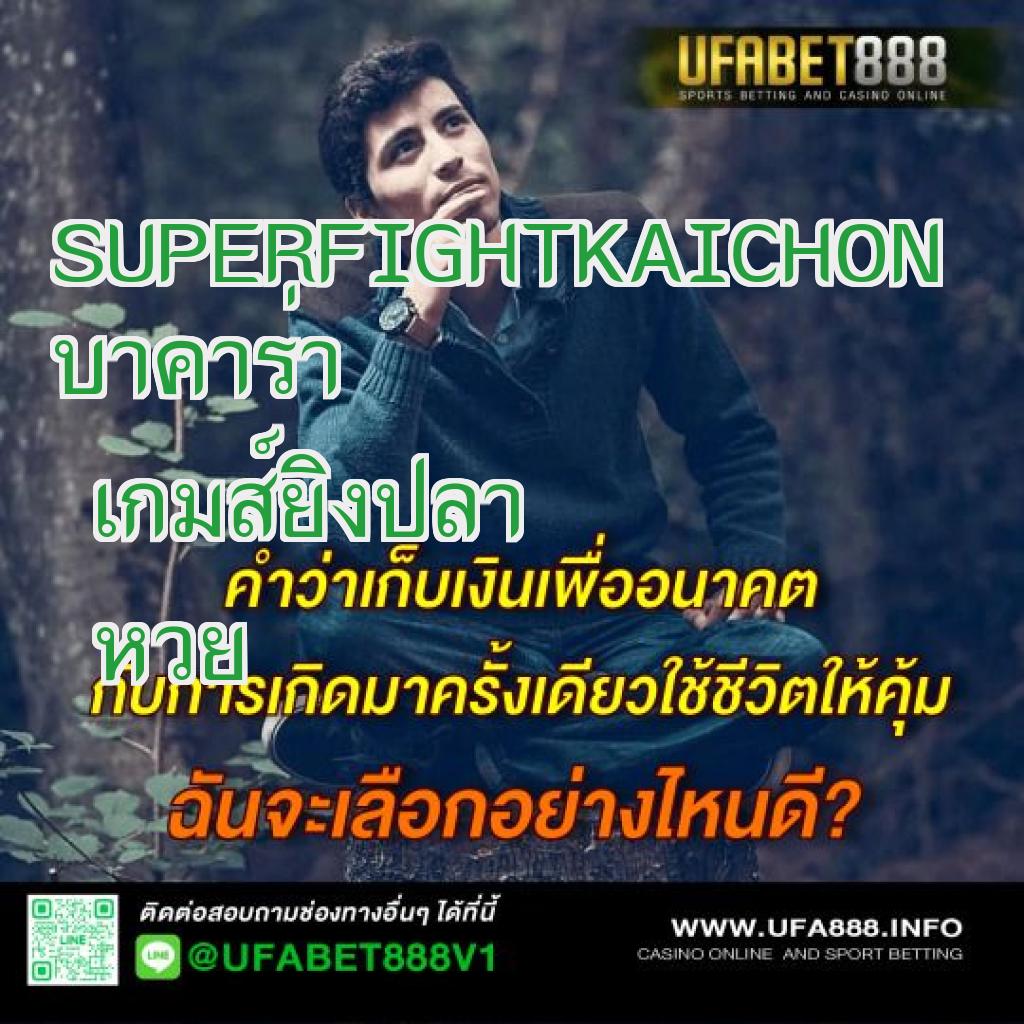 UFABET888
SPORTS BETTING AND CASINO ONLINE
SUPERFIGHTKAICHON
บาคาร่า
เกมส์ยิงปลา
คำว่าเก็บเงินเพื่ออนาคต
หวย
กับการเกิดมาครั้งเดียวใช้ชีวิตให้คุ้ม
ฉันจะเลือกอย่างไหนดี?
ติดต่อสอบถามช่องทางอื่นๆ ได้ที่นี้
LINE
LINE
@UFABET888V1
WWW.UFA888.INFO
CASINO ONLINE AND SPORT BETTING